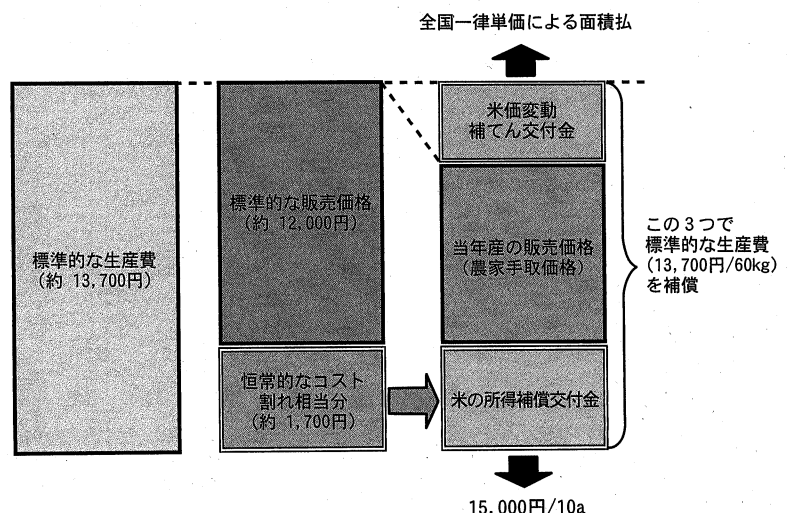 全国一律単価による面積払
米価変動
補てん交付金
標準的な販売価格
(約 12,000円)
標準的な生産費
(約 13,700円)
当年産の販売価格
(農家手取価格)
この3つで
標準的な生産費
(13,700円/60kg)
を補償
恒常的なコスト
割れ相当分
(約 1,700円)
米の所得補償交付金
15,000円/10a